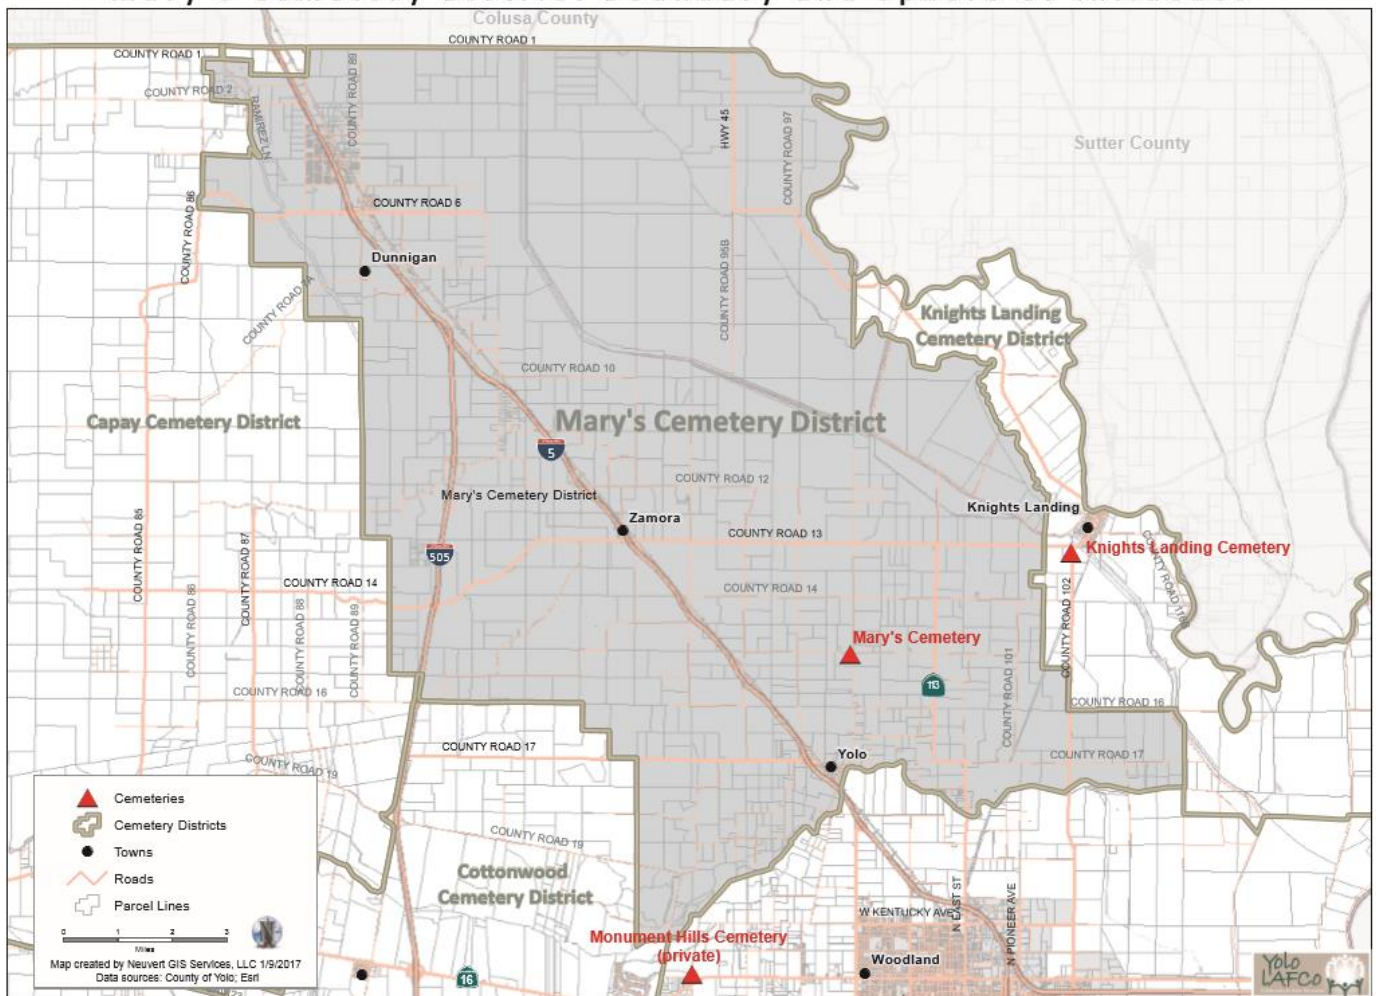 Colusa County
COUNTY ROAD 1
COUNTY ROAD 1
COUNTY ROAD 2
RAMIREZ LN
COUNTY ROAD 89
HWY 45
COUNTY ROAD 97
Sutter County
COUNTY ROAD 86
COUNTY ROAD 6
Dunnigan
COUNTY ROAD 95B
Knights Landing
Cemetery District
COUNTY ROAD 10
Capay Cemetery District
Mary's Cemetery District
5
COUNTY ROAD 12
Mary's Cemetery District
Knights Landing
Zamora
COUNTY ROAD 13
Knights Landing Cemetery
505
COUNTY ROAD 85
COUNTY ROAD 87
COUNTY ROAD 14
COUNTY ROAD 14
COUNTY ROAD 102
COUNTY ROAD 86
COUNTY ROAD 88
COUNTY ROAD 89
Mary's Cemetery
113
COUNTY ROAD 101
COUNTY ROAD 16
COUNTY ROAD 16
COUNTY ROAD 17
Yolo
COUNTY ROAD 17
COUNTY ROAD 19
Cemeteries
Cemetery Districts
Towns
Roads
Parcel Lines
0 1 2 3
Miles
N
Map created by Neuvert GIS Services, LLC 1/9/2017
Data sources: County of Yolo; Esri
COUNTY ROAD 19
Cottonwood
Cemetery District
W KENTUCKY AVE
N EAST ST
N PIONEER AVE
Monument Hills Cemetery
(private)
Woodland
16
YOLO
LAFCo